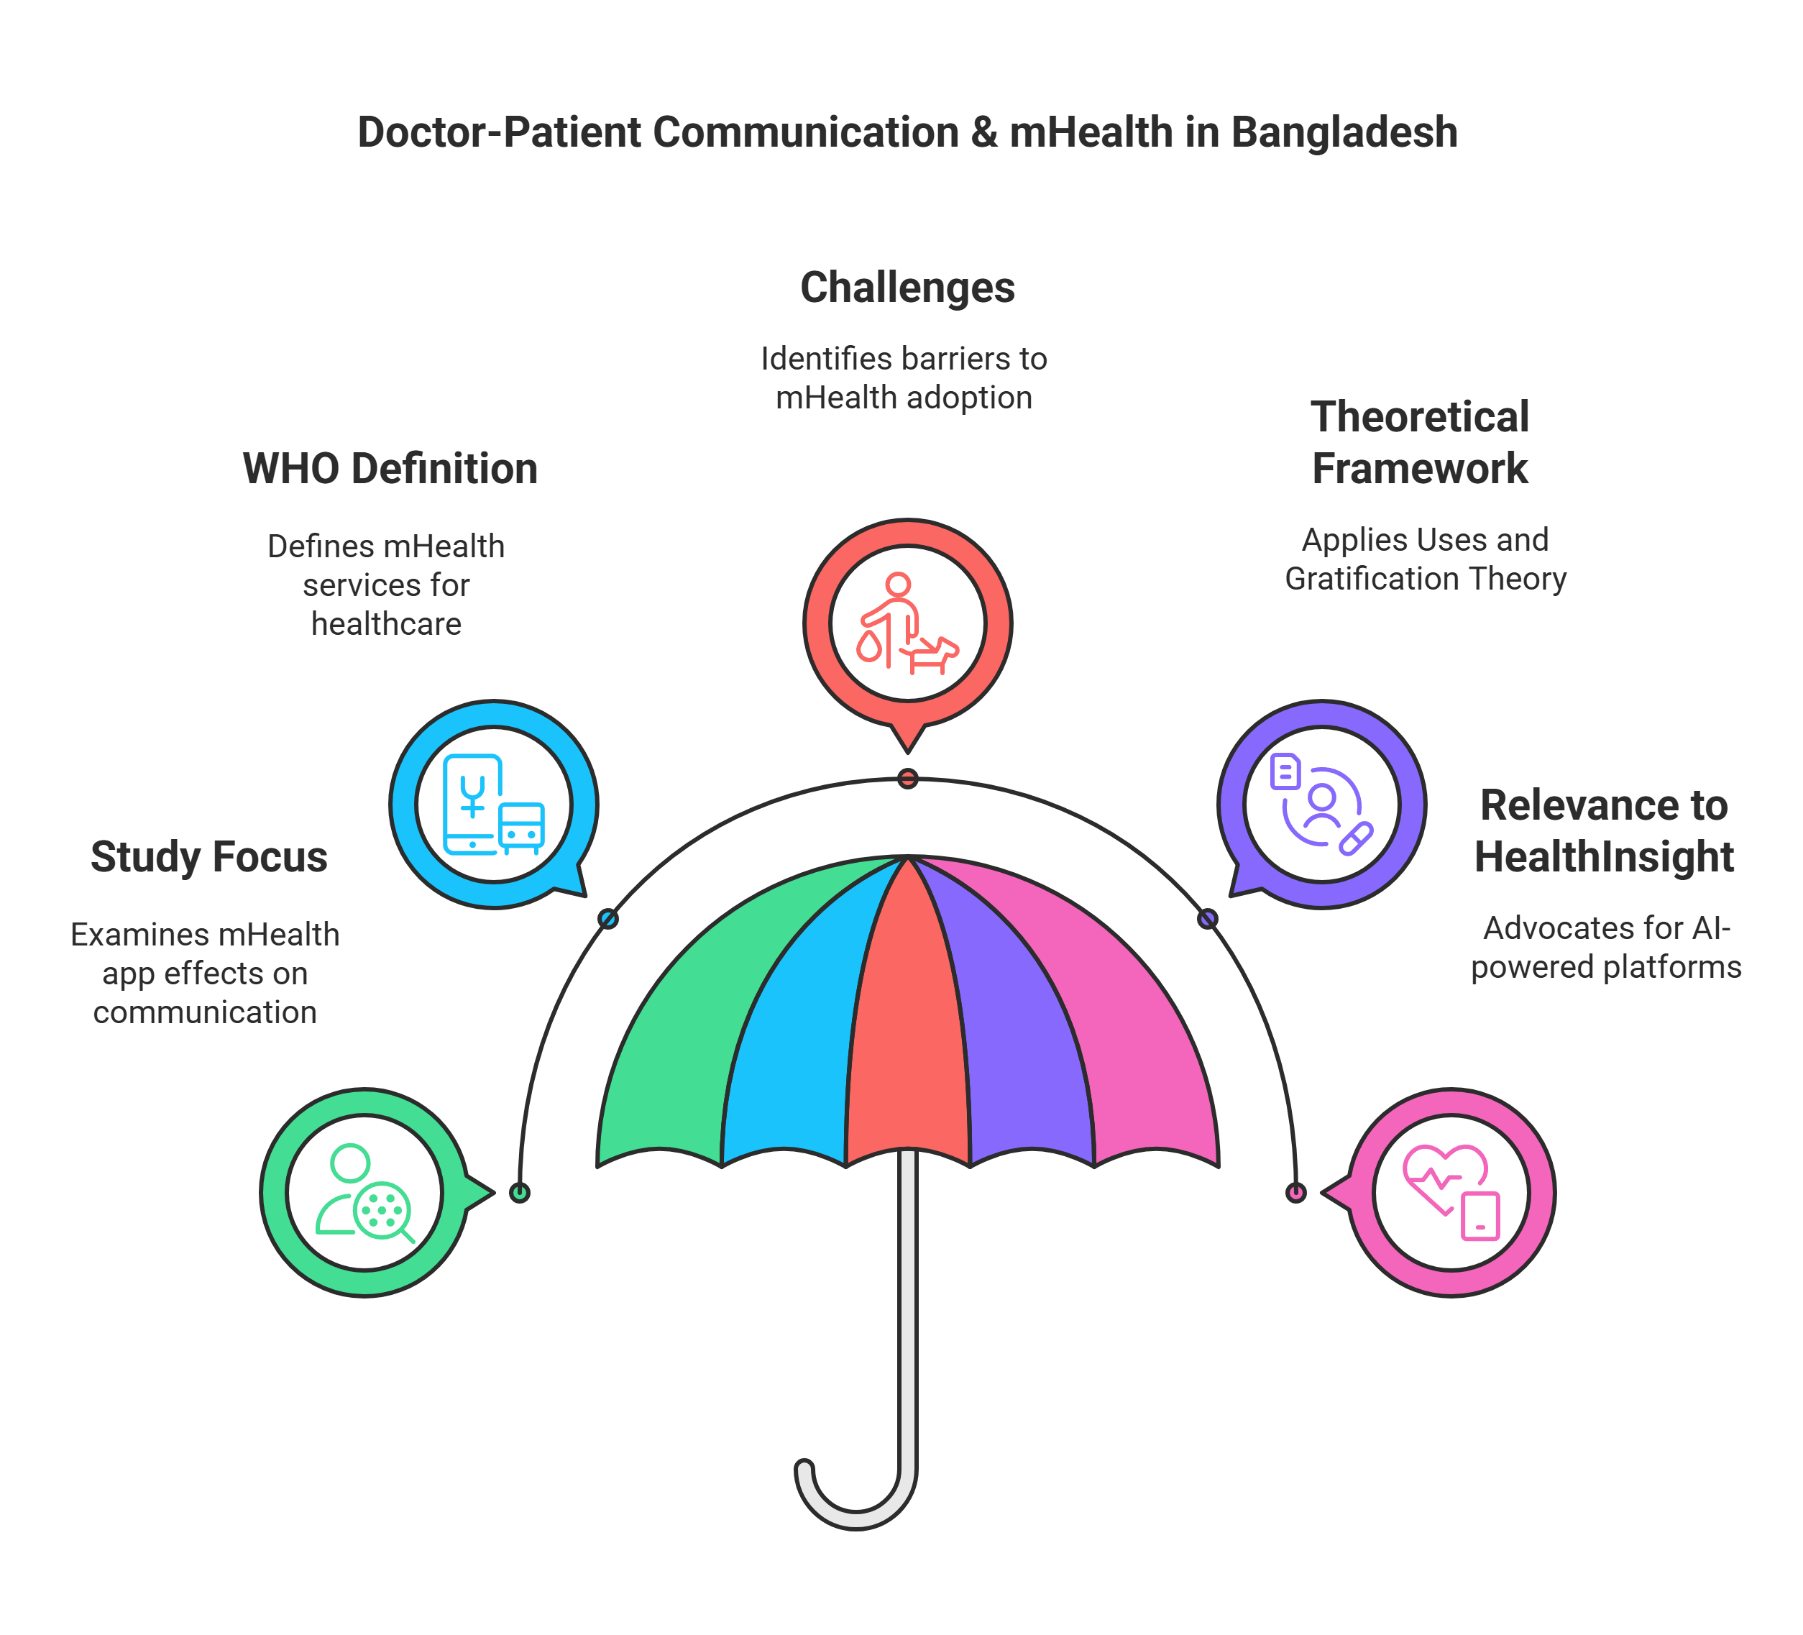 Doctor-Patient Communication & mHealth in Bangladesh
Challenges
Identifies barriers to
mHealth adoption
WHO Definition
Defines mHealth
services for
healthcare
Theoretical
Framework
Applies Uses and
Gratification Theory
Study Focus
Examines mHealth
app effects on
communication
Relevance to
HealthInsight
Advocates for AI-
powered platforms